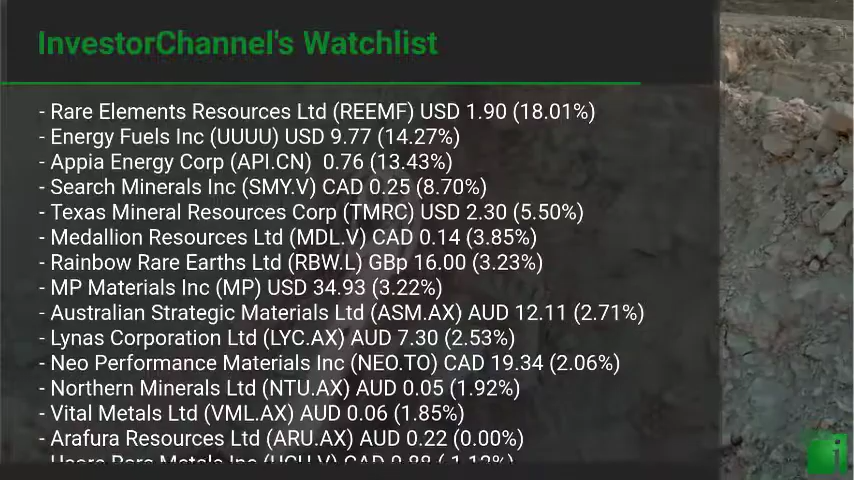 InvestorChannel's Watchlist
- Rare Elements Resources Ltd (REEMF) USD 1.90 (18.01%)
- Energy Fuels Inc (UUUU) USD 9.77 (14.27%)
- Appia Energy Corp (API.CN) 0.76 (13.43%)
- Search Minerals Inc (SMY.V) CAD 0.25 (8.70%)
- Texas Mineral Resources Corp (TMRC) USD 2.30 (5.50%)
- Medallion Resources Ltd (MDL.V) CAD 0.14 (3.85%)
- Rainbow Rare Earths Ltd (RBW.L) GBp 16.00 (3.23%)
- MP Materials Inc (MP) USD 34.93 (3.22%)
- Australian Strategic Materials Ltd (ASM.AX) AUD 12.11 (2.71%)
- Lynas Corporation Ltd (LYC.AX) AUD 7.30 (2.53%)
- Neo Performance Materials Inc (NEO.TO) CAD 19.34 (2.06%)
- Northern Minerals Ltd (NTU.AX) AUD 0.05 (1.92%)
- Vital Metals Ltd (VML.AX) AUD 0.06 (1.85%)
- Arafura Resources Ltd (ARU.AX) AUD 0.22 (0.00%)
Rare Metals Inc CAD
i